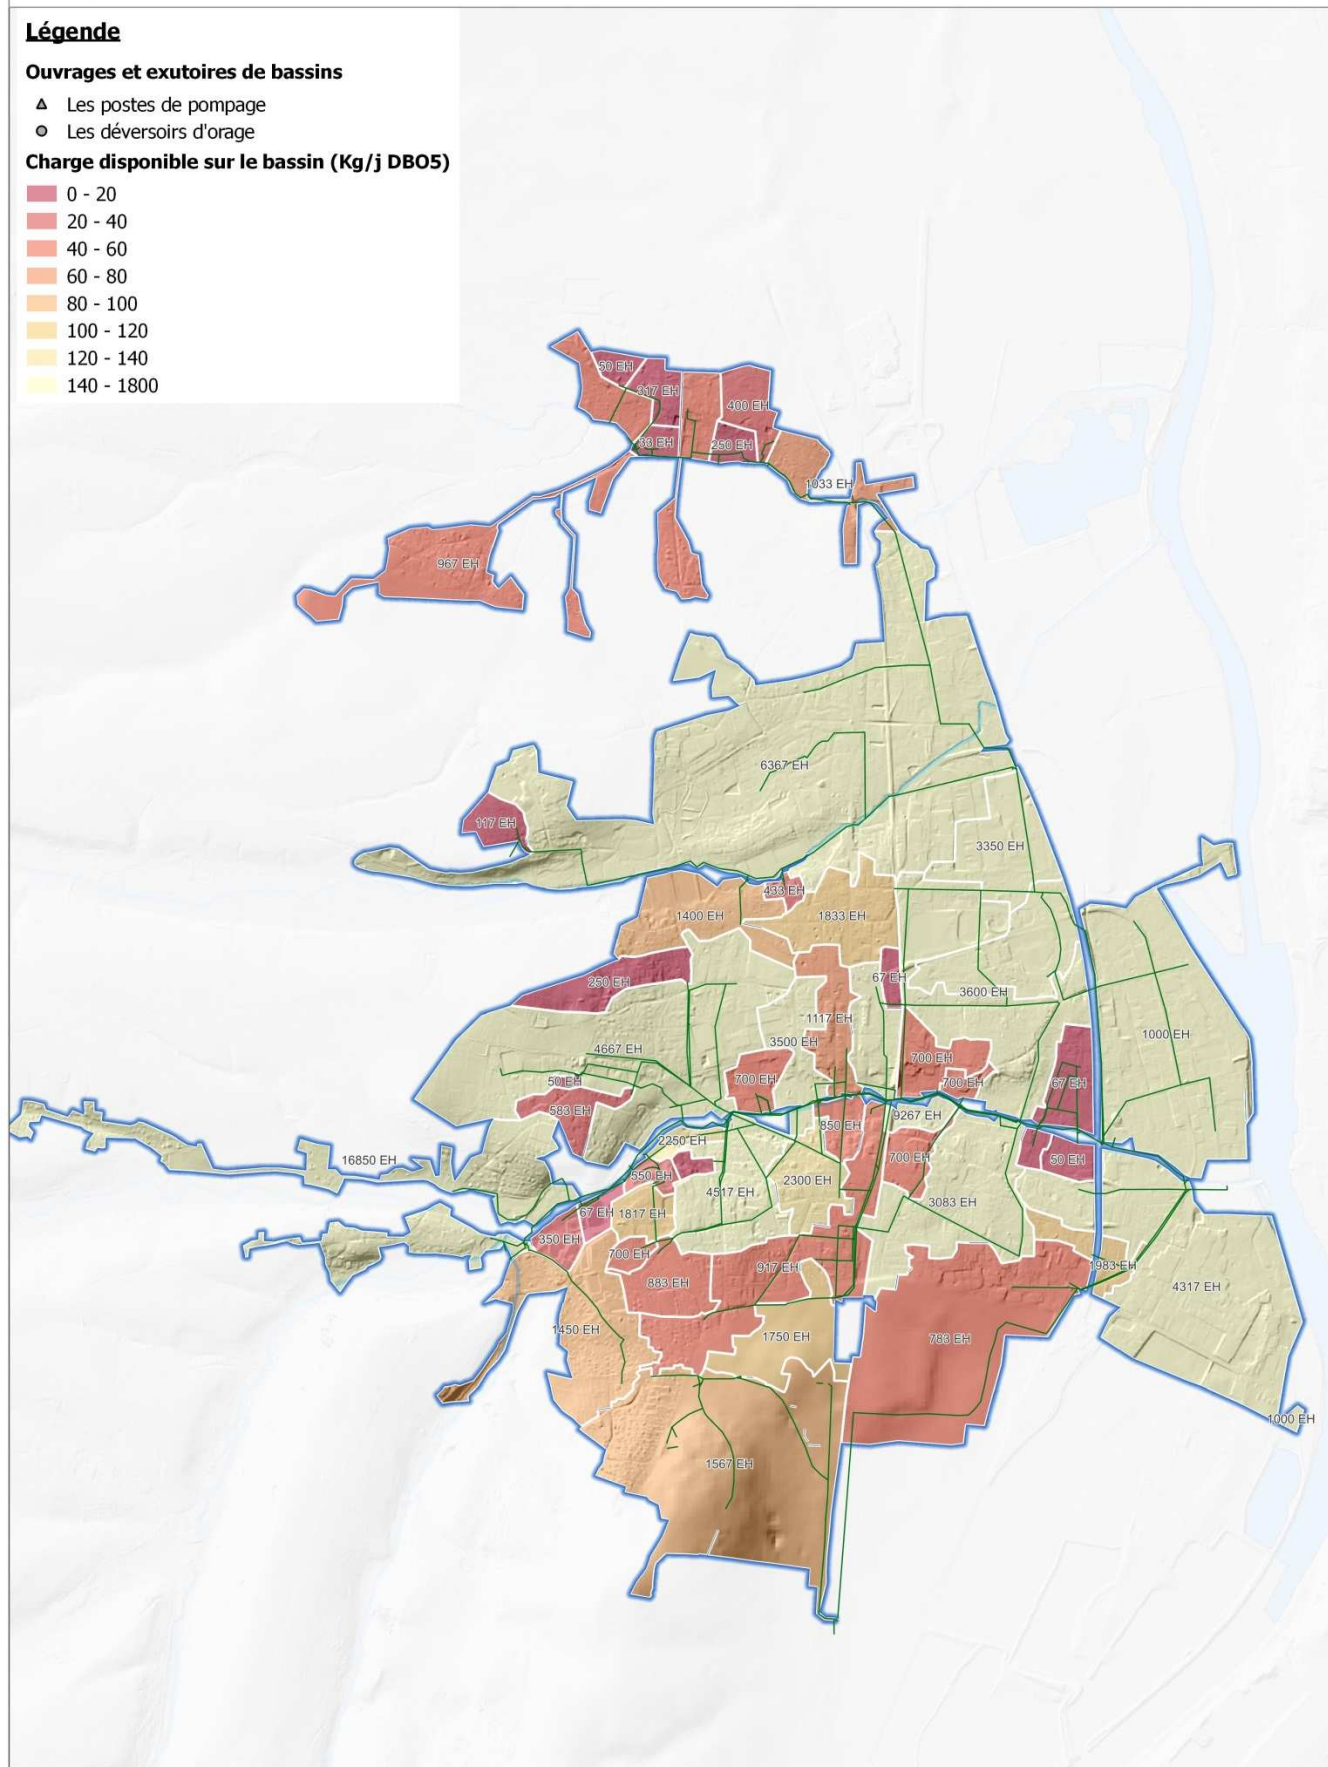 Légende
Ouvrages et exutoires de bassins
Les postes de pompage
Les déversoirs d'orage
Charge disponible sur le bassin (Kg/j DBO5)
0 - 20
20 - 40
40 - 60
60 - 80
80 - 100
100 - 120
120 - 140
140 - 1800
50 EH
317 EH
400 EH
33 EH
250 EH
1033 EH
967 EH
6367 EH
117 EH
3350 EH
433 EH
1400 EH
1833 EH
250 EH
67 EH
3600 EH
1117 EH
1000 EH
3500 EH
4667 EH
700 EH
50 EH
700 EH
700 EH
67 EH
583 EH
9267 EH
850 EH
2250 EH
16850 EH
700 EH
50 EH
550 EH
2300 EH
4517 EH
3083 EH
67 EH
1817 EH
350 EH
700 EH
917 EH
1983 EH
883 EH
4317 EH
1450 EH
1750 EH
783 EH
1000 EH
1567 EH